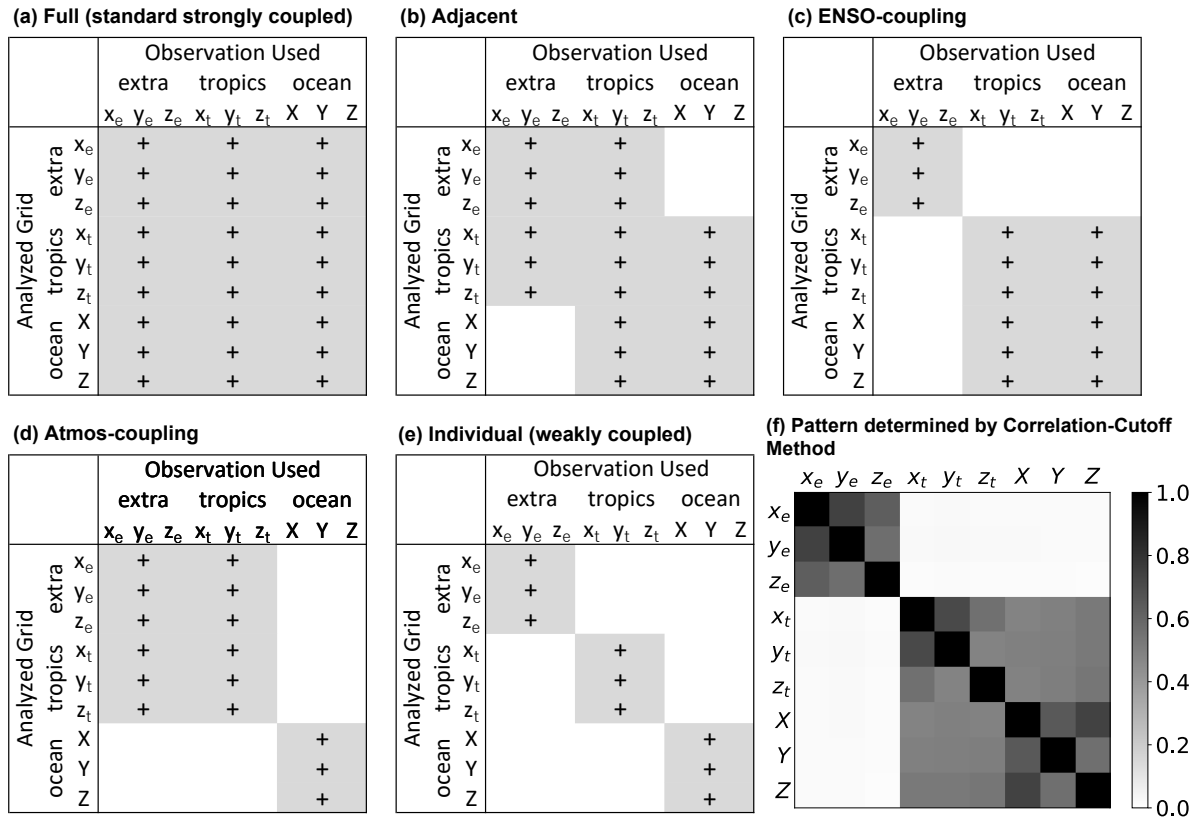 (a) Full (standard strongly coupled)
Observation Used
extra tropics ocean
xₑ yₑ zₑ xₜ yₜ zₜ X Y Z
Analyzed Grid
extra
tropics
ocean
xₑ + + +
yₑ + + +
zₑ + + +
xₜ + + +
yₜ + + +
zₜ + + +
X + + +
Y + + +
Z + + +
(b) Adjacent
Observation Used
extra tropics ocean
xₑ yₑ zₑ xₜ yₜ zₜ X Y Z
Analyzed Grid
extra
tropics
ocean
xₑ + +
yₑ + +
zₑ + +
xₜ + + +
yₜ + + +
zₜ + + +
X + +
Y + +
Z + +
(c) ENSO-coupling
Observation Used
extra tropics ocean
xₑ yₑ zₑ xₜ yₜ zₜ X Y Z
Analyzed Grid
extra
tropics
ocean
xₑ +
yₑ +
zₑ +
xₜ + +
yₜ + +
zₜ + +
X + +
Y + +
Z + +
(d) Atmos-coupling
Observation Used
extra tropics ocean
xₑ yₑ zₑ xₜ yₜ zₜ X Y Z
Analyzed Grid
extra
tropics
ocean
xₑ + +
yₑ + +
zₑ + +
xₜ + +
yₜ + +
zₜ + +
X +
Y +
Z +
(e) Individual (weakly coupled)
Observation Used
extra tropics ocean
xₑ yₑ zₑ xₜ yₜ zₜ X Y Z
Analyzed Grid
extra
tropics
ocean
xₑ +
yₑ +
zₑ +
xₜ +
yₜ +
zₜ +
X +
Y +
Z +
(f) Pattern determined by Correlation-Cutoff
Method
xₑ yₑ zₑ xₜ yₜ zₜ X Y Z
xₑ
yₑ
zₑ
xₜ
yₜ
zₜ
X
Y
Z
1.0
0.8
0.6
0.4
0.2
0.0